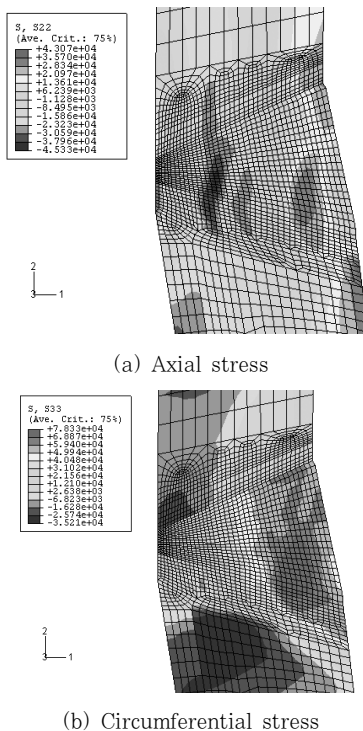 S, S22
(Ave. Crit.: 75%)
+4.307e+04
+3.570e+04
+2.834e+04
+2.097e+04
+1.361e+04
+6.239e+03
-1.128e+03
-8.495e+03
-1.586e+04
-2.323e+04
-3.059e+04
-3.796e+04
-4.533e+04
2
3
1
(a) Axial stress
S, S33
(Ave. Crit.: 75%)
+7.833e+04
+6.887e+04
+5.940e+04
+4.994e+04
+4.048e+04
+3.102e+04
+2.156e+04
+1.210e+04
+2.638e+03
-6.823e+03
-1.628e+04
-2.574e+04
-3.521e+04
2
3
1
(b) Circumferential stress